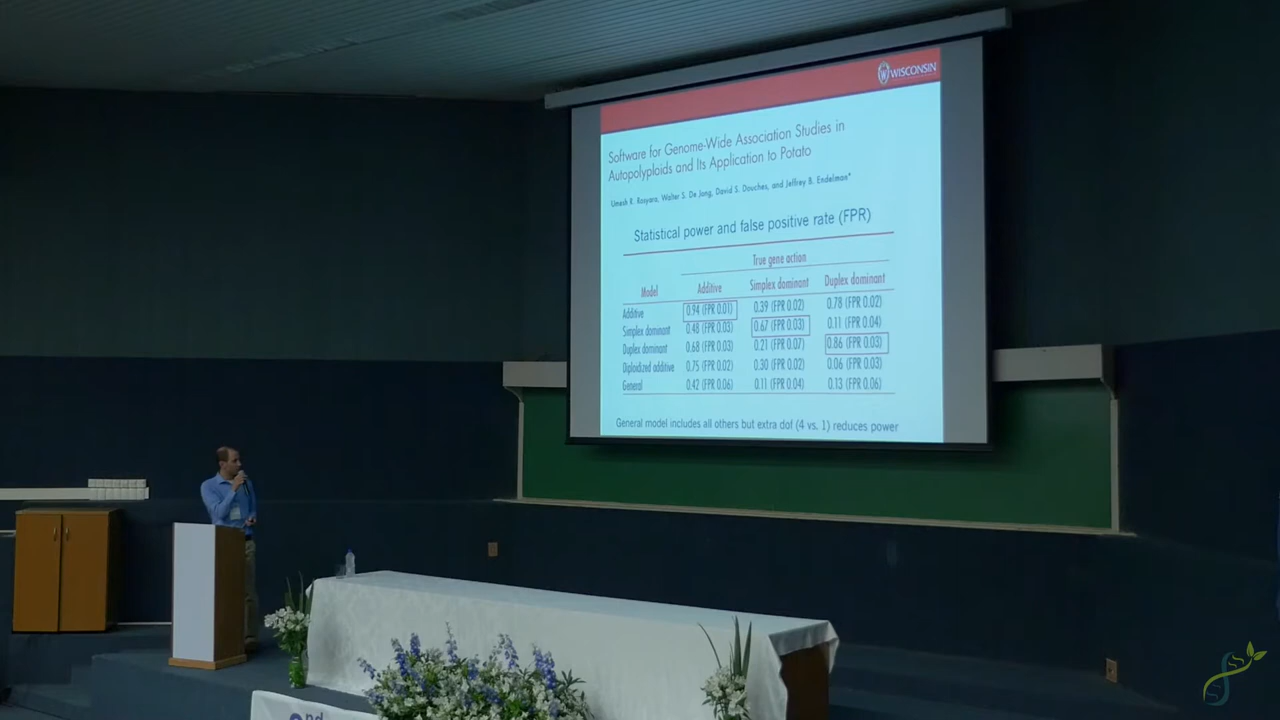 WISCONSIN
Software for Genome-Wide Association Studies in
Autopolyploids and Its Application to Potato
Umesh R. Rosyara, Walter S. De Jong, David S. Douches, and Jeffrey B. Endelman*
Statistical power and false positive rate (FPR)
True gene action
Model Additive Simplex dominant Duplex dominant
Additive 0.94 (FPR 0.01) 0.39 (FPR 0.02) 0.78 (FPR 0.02)
Simplex dominant 0.48 (FPR 0.03) 0.67 (FPR 0.03) 0.11 (FPR 0.04)
Duplex dominant 0.68 (FPR 0.03) 0.21 (FPR 0.07) 0.86 (FPR 0.03)
Diploidized additive 0.75 (FPR 0.02) 0.30 (FPR 0.02) 0.06 (FPR 0.03)
General 0.42 (FPR 0.06) 0.11 (FPR 0.04) 0.13 (FPR 0.06)
General model includes all others but extra dof (4 vs. 1) reduces power